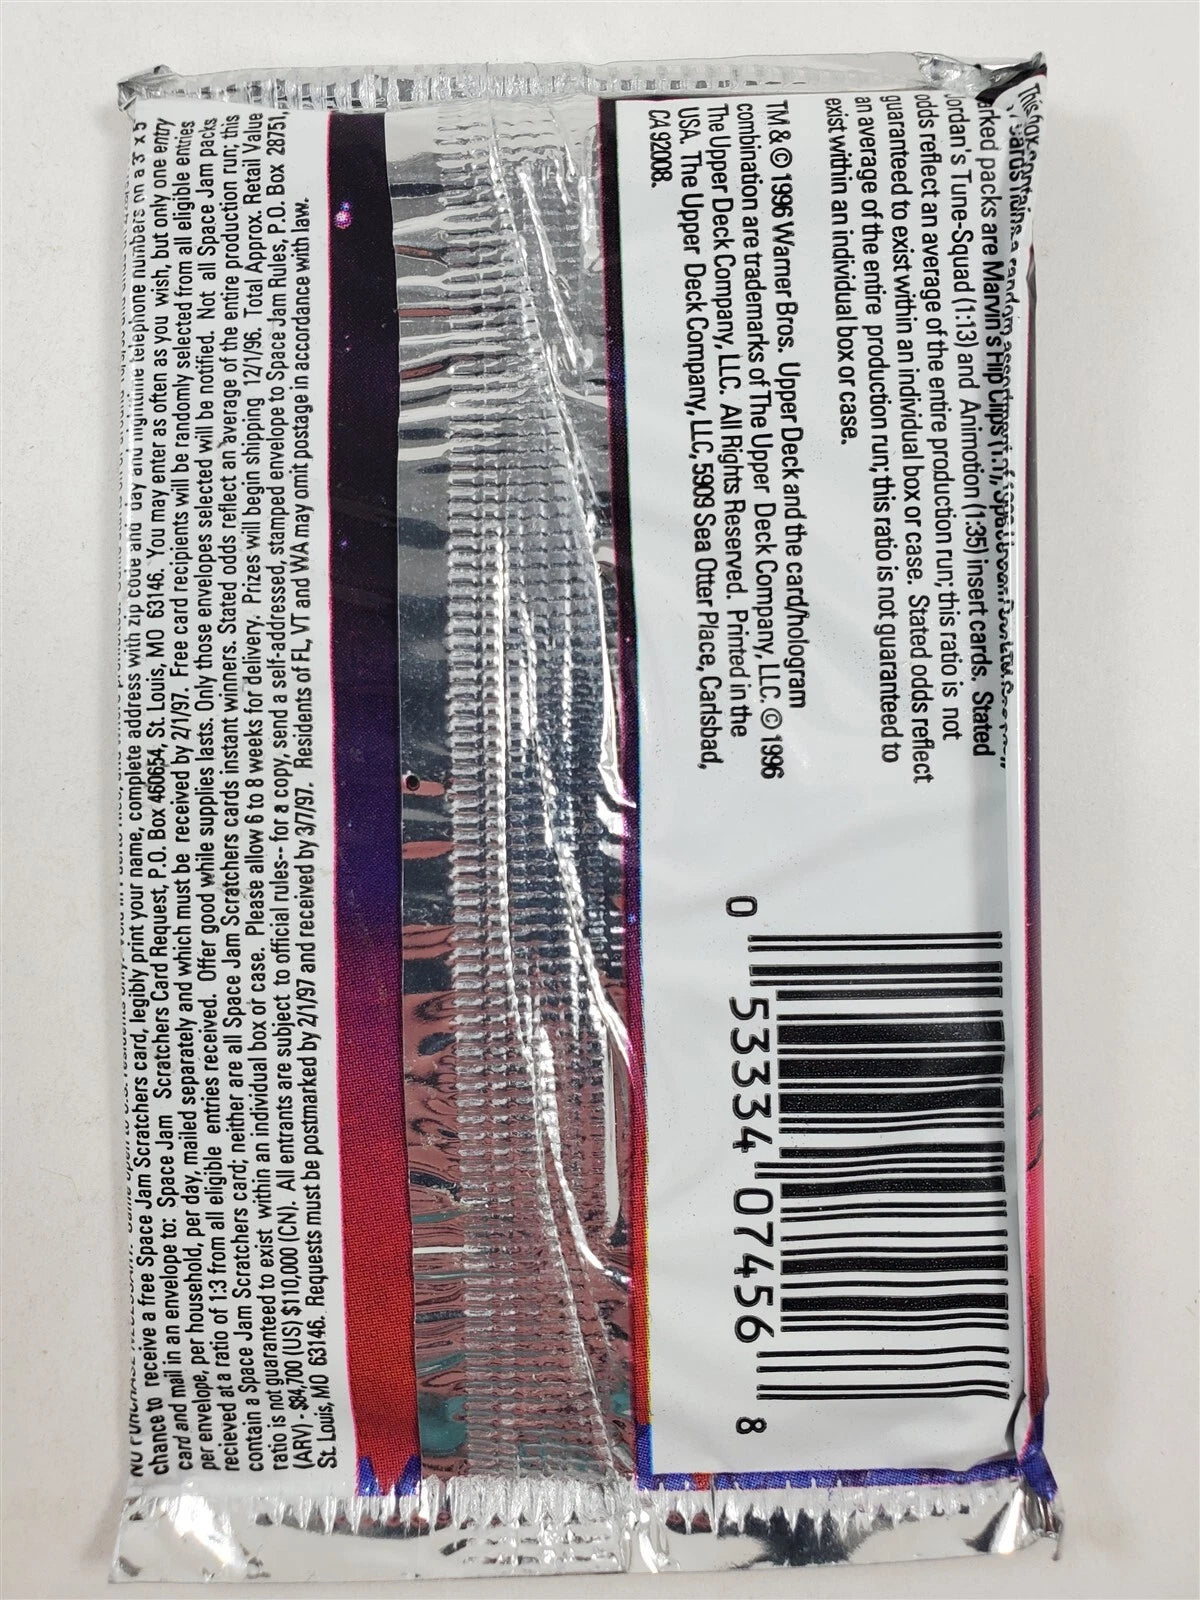 NO PURCHASE NECESSARY.
chance to receive a free Space Jam Scratchers card, legibly print your name, complete address with zip code and day and nighttime telephone numbers on a 3" x 5"
card and mail in an envelope to: Space Jam Scratchers Card Request, P.O. Box 460654, St. Louis, MO 63146. You may enter as often as you wish, but only one entry
per envelope, per household, per day, mailed separately and which must be received by 2/1/97. Free card recipients will be randomly selected from all eligible entries
recieved at a ratio of 1:3 from all eligible entries received. Offer good while supplies lasts. Only those envelopes selected will be notified. Not all Space Jam packs
contain a Space Jam Scratchers card; neither are all Space Jam Scratchers cards instant winners. Stated odds reflect an average of the entire production run; this
ratio is not guaranteed to exist within an individual box or case. Please allow 6 to 8 weeks for delivery. Prizes will begin shipping 12/1/96. Total Approx. Retail Value
(ARV) - $84,700 (US) $110,000 (CN). All entrants are subject to official rules-- for a copy, send a self-addressed, stamped envelope to Space Jam Rules, P.O. Box 28751,
St. Louis, MO 63146. Requests must be postmarked by 2/1/97 and received by 3/7/97. Residents of FL, VT and WA may omit postage in accordance with law.
This box
packs are Marvin's Hip Clips (1:1),
Jordan's Tune-Squad (1:13) and Animotion (1:35) insert cards. Stated
odds reflect an average of the entire production run; this ratio is not
guaranteed to exist within an individual box or case. Stated odds reflect
an average of the entire production run; this ratio is not guaranteed to
exist within an individual box or case.
TM & © 1996 Warner Bros. Upper Deck and the card/hologram
combination are trademarks of The Upper Deck Company, LLC. © 1996
The Upper Deck Company, LLC. All Rights Reserved. Printed in the
USA. The Upper Deck Company, LLC, 5909 Sea Otter Place, Carlsbad,
CA 92008.
0 53334 07456 8